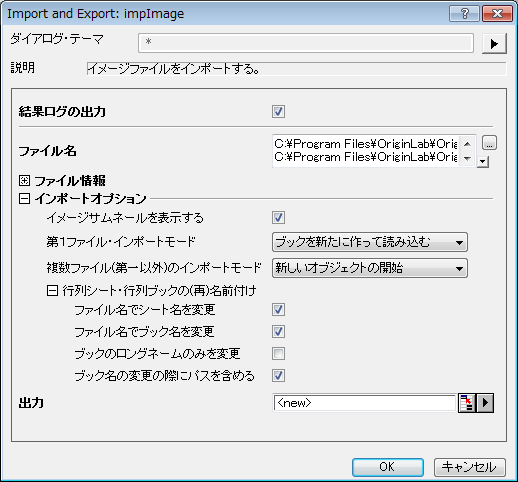 Import and Export: impImage
ダイアログ・テーマ
*
説明
イメージファイルをインポートする。
結果ログの出力
ファイル名
C:¥Program Files¥OriginLab¥Orig
C:¥Program Files¥OriginLab¥Orig
...
ファイル情報
インポートオプション
イメージサムネールを表示する
第1ファイル・インポートモード
ブックを新たに作って読み込む
複数ファイル(第一以外)のインポートモード
新しいオブジェクトの開始
行列シート・行列ブックの(再)名前付け
ファイル名でシート名を変更
ファイル名でブック名を変更
ブックのロングネームのみを変更
ブック名の変更の際にパスを含める
出力
<new>
OK
キャンセル